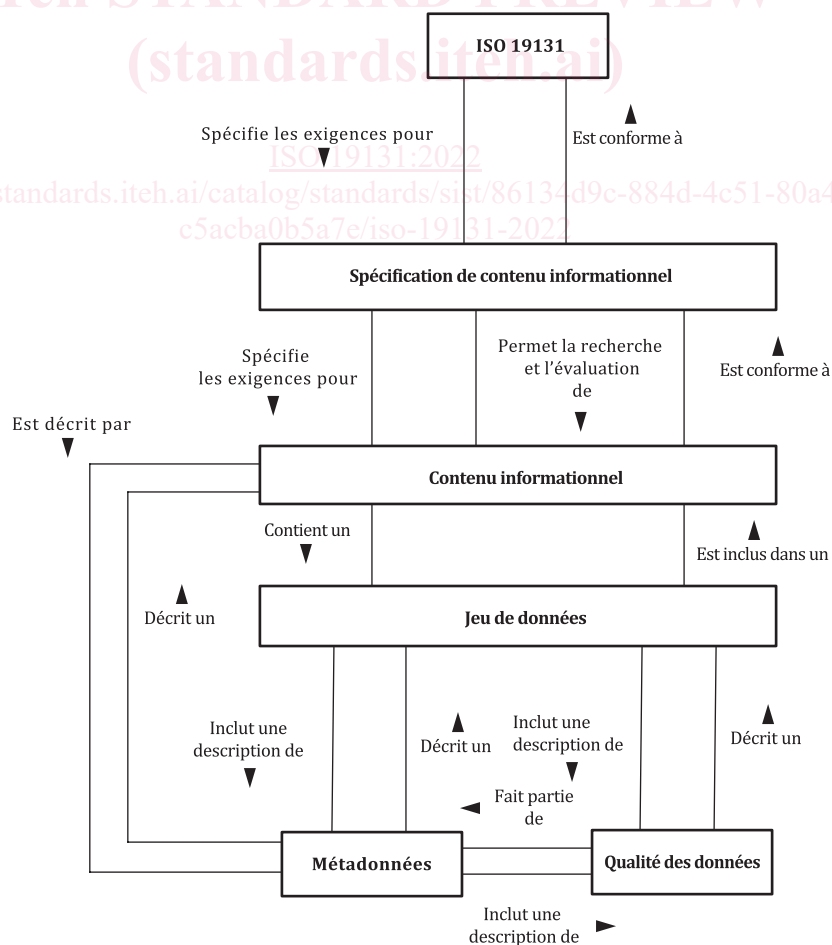 STANDARD PREVIEW
(standards.iteh.ai)
ISO 19131
Spécifie les exigences pour
Est conforme à
ISO 19131:2022
standards.iteh.ai/catalog/standards/sist/86134d9c-884d-4c51-80a4
c5acba0b5a7e/iso-19131-2022
Spécification de contenu informationnel
Spécifie
les exigences pour
Permet la recherche
et l’évaluation
de
Est conforme à
Est décrit par
Contenu informationnel
Contient un
Est inclus dans un
Décrit un
Jeu de données
Inclut une
description de
Décrit un
Inclut une
description de
Décrit un
Fait partie
de
Métadonnées
Qualité des données
Inclut une
description de